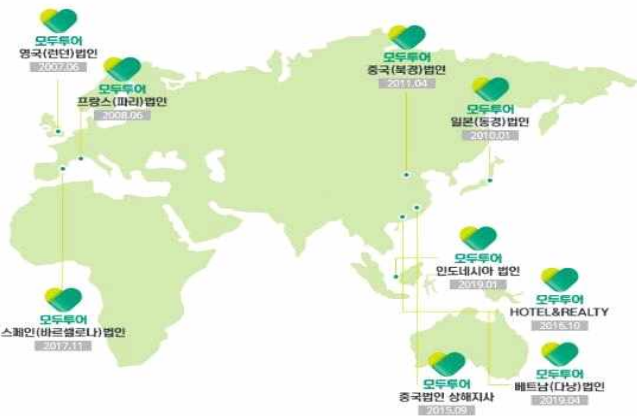 모두투어
영국(런던)법인
2007.06
모두투어
프랑스(파리)법인
2008.06
모두투어
중국(북경)법인
2011.04
모두투어
일본(동경)법인
2010.01
모두투어
인도네시아 법인
2019.01
모두투어
HOTEL&REALTY
2016.10
모두투어
스페인(바르셀로나)법인
2017.11
모두투어
중국법인 상해지사
2015.09
모두투어
베트남(다낭)법인
2019.04